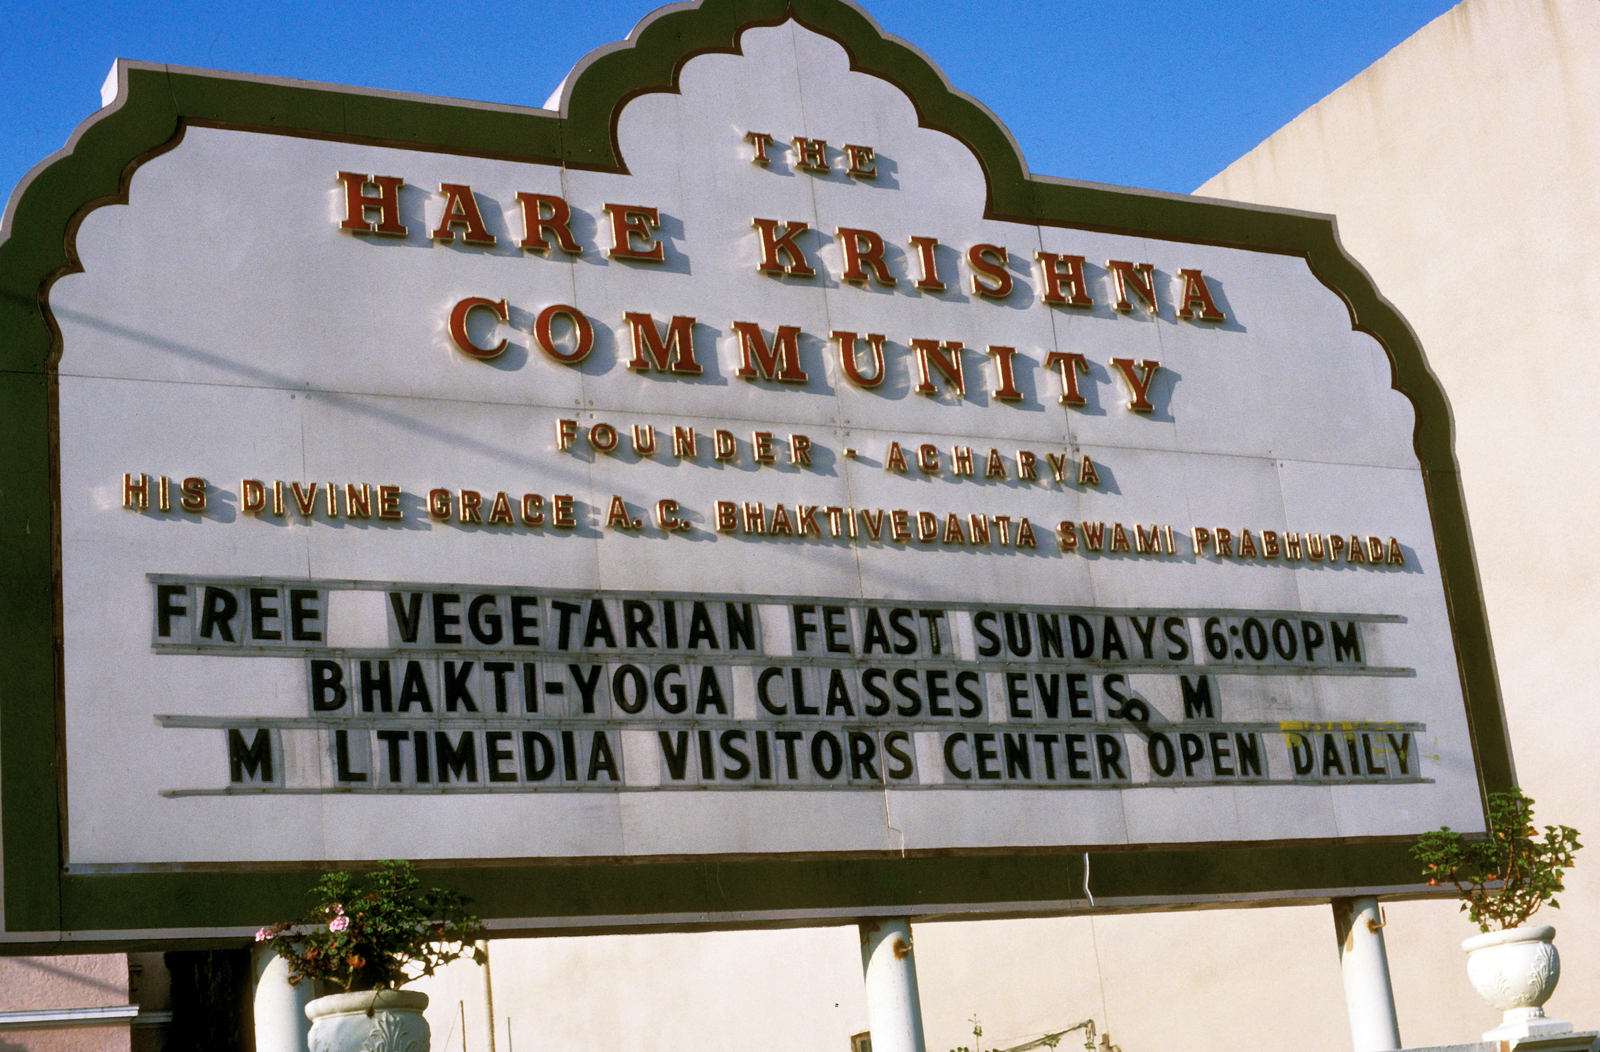 THE
HARE KRISHNA
COMMUNITY
FOUNDER - ACHARYA
HIS DIVINE GRACE A. C. BHAKTIVEDANTA SWAMI PRABHUPADA
FREE VEGETARIAN FEAST SUNDAYS 6:00PM
BHAKTI-YOGA CLASSES EVES M
M LTIMEDIA VISITORS CENTER OPEN DAILY